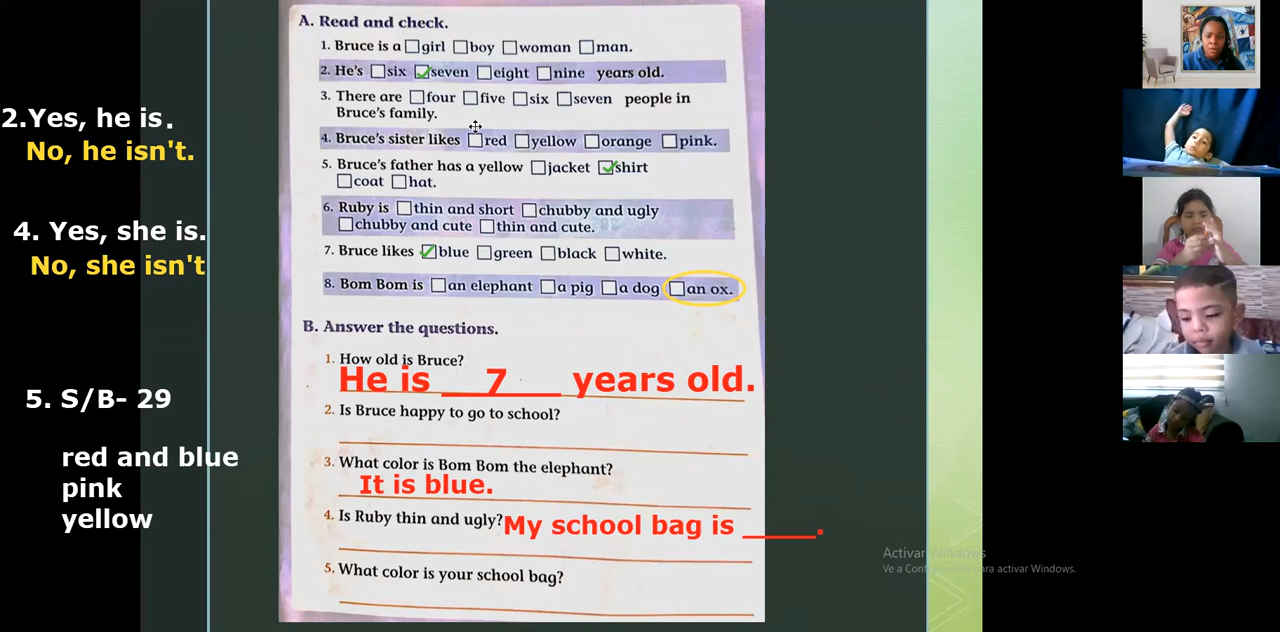 A. Read and check.
1. Bruce is a girl boy woman man.
2. He's six seven eight nine years old.
3. There are four five six seven people in
Bruce's family.
4. Bruce's sister likes red yellow orange pink.
5. Bruce's father has a yellow jacket shirt
coat hat.
6. Ruby is thin and short chubby and ugly
chubby and cute thin and cute.
7. Bruce likes blue green black white.
8. Bom Bom is an elephant a pig a dog an ox.
B. Answer the questions.
1. How old is Bruce?
He is 7 years old.
2. Is Bruce happy to go to school?
3. What color is Bom Bom the elephant?
It is blue.
4. Is Ruby thin and ugly?
My school bag is _____.
5. What color is your school bag?
2.Yes, he is.
No, he isn't.
4. Yes, she is.
No, she isn't
5. S/B- 29
red and blue
pink
yellow
Activar Windows
Ve a Configuración para activar Windows.